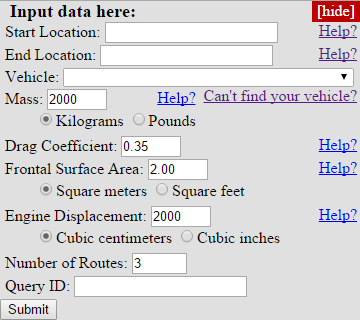 Input data here: [hide]
Start Location: Help?
End Location: Help?
Vehicle:
Mass: 2000 Help? Can't find your vehicle?
Kilograms Pounds
Drag Coefficient: 0.35 Help?
Frontal Surface Area: 2.00 Help?
Square meters Square feet
Engine Displacement: 2000 Help?
Cubic centimeters Cubic inches
Number of Routes: 3
Query ID:
Submit